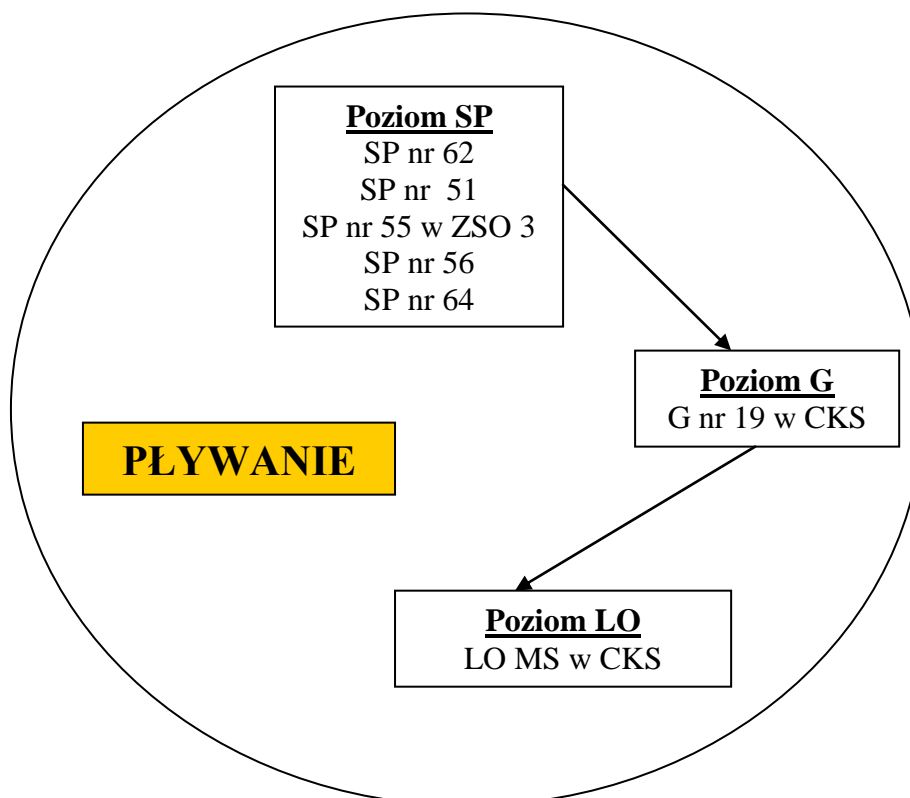 Poziom SP
SP nr 62
SP nr 51
SP nr 55 w ZSO 3
SP nr 56
SP nr 64
Poziom G
G nr 19 w CKS
PŁYWANIE
Poziom LO
LO MS w CKS